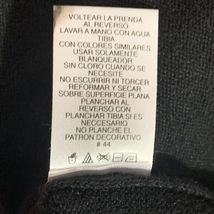 VOLTEAR LA PRENDA
AL REVERSO
LAVAR A MANO CON AGUA
TIBIA
CON COLORES SIMILARES
USAR SOLAMENTE
BLANQUEADOR
SIN CLORO CUANDO SE
NECESITE
NO ESCURRIR NI TORCER
REFORMAR Y SECAR
SOBRE SUPERFICIE PLANA
PLANCHAR AL
REVERSO CON
PLANCHAR TIBIA SI ES
NECCESARIO
NO PLANCHE EL
PATRON DECORATIVO
# 44